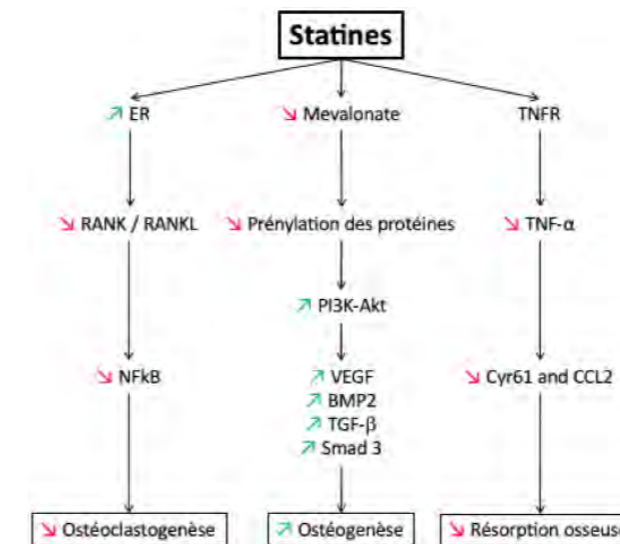 Statines
↗ ER
↘ Mevalonate
TNFR
↘ RANK / RANKL
↘ Prénylation des protéines
↘ TNF-α
↗ PI3K-Akt
↘ NFkB
↗ VEGF
↗ BMP2
↗ TGF-β
↗ Smad 3
↘ Cyr61 and CCL2
↘ Ostéoclastogenèse
↗ Ostéogenèse
↘ Résorption osseuse